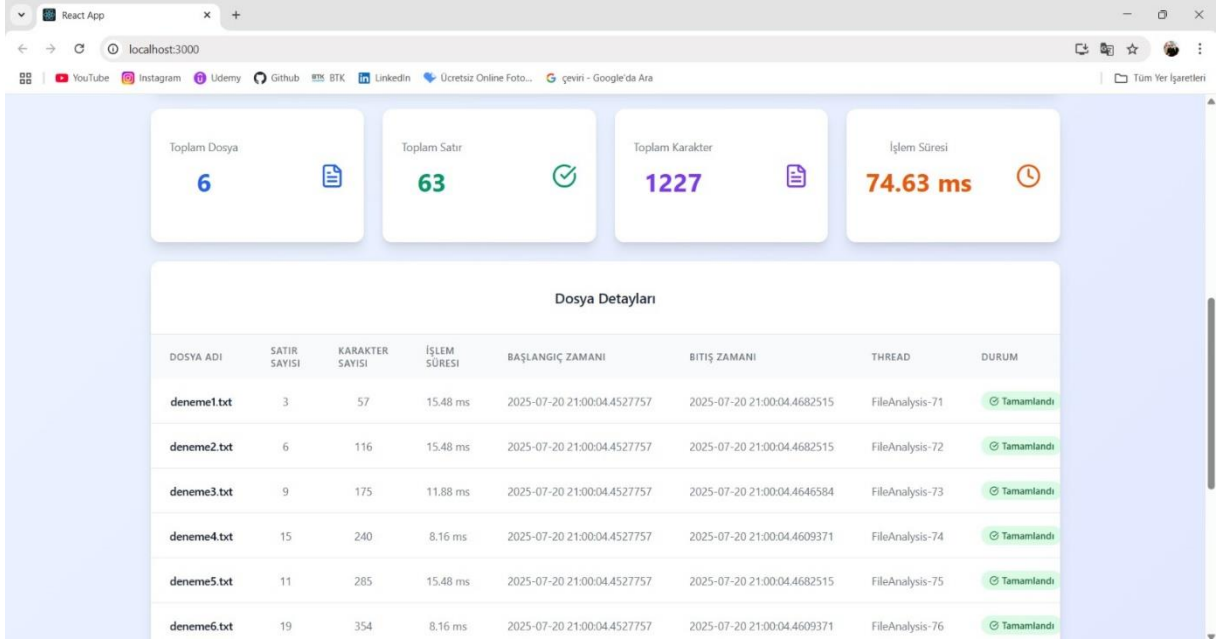 React App
localhost:3000
YouTube Instagram Udemy Github BTK BTK LinkedIn Ücretsiz Online Foto... çeviri - Google'da Ara Tüm Yer İşaretleri
Toplam Dosya Toplam Satır Toplam Karakter İşlem Süresi
6 63 1227 74.63 ms
Dosya Detayları
DOSYA ADI SATIR SAYISI KARAKTER SAYISI İŞLEM SÜRESI BAŞLANGIÇ ZAMANI BITIŞ ZAMANI THREAD DURUM
deneme1.txt 3 57 15.48 ms 2025-07-20 21:00:04.4527757 2025-07-20 21:00:04.4682515 FileAnalysis-71 Tamamlandı
deneme2.txt 6 116 15.48 ms 2025-07-20 21:00:04.4527757 2025-07-20 21:00:04.4682515 FileAnalysis-72 Tamamlandı
deneme3.txt 9 175 11.88 ms 2025-07-20 21:00:04.4527757 2025-07-20 21:00:04.4646584 FileAnalysis-73 Tamamlandı
deneme4.txt 15 240 8.16 ms 2025-07-20 21:00:04.4527757 2025-07-20 21:00:04.4609371 FileAnalysis-74 Tamamlandı
deneme5.txt 11 285 15.48 ms 2025-07-20 21:00:04.4527757 2025-07-20 21:00:04.4682515 FileAnalysis-75 Tamamlandı
deneme6.txt 19 354 8.16 ms 2025-07-20 21:00:04.4527757 2025-07-20 21:00:04.4609371 FileAnalysis-76 Tamamlandı